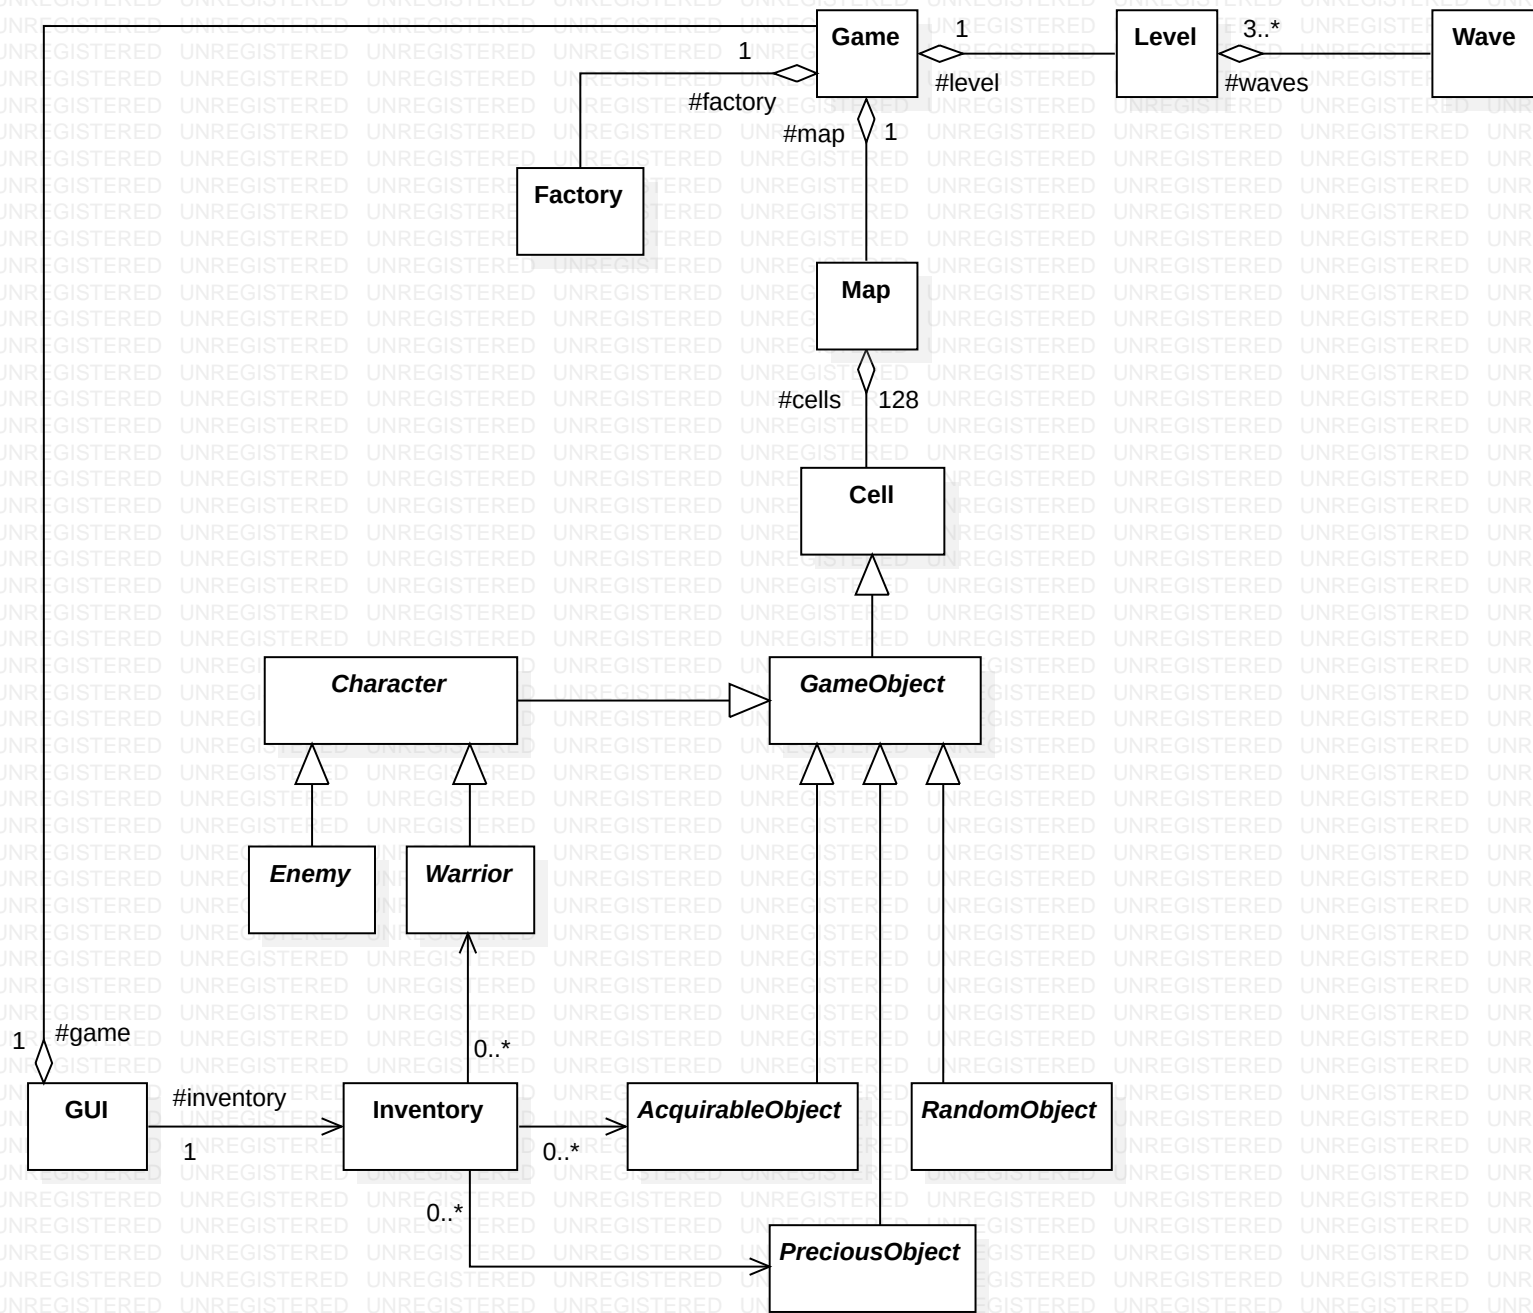 Game
1
Level
3..*
Wave
1
#level
#waves
#factory
#map
1
Factory
Map
#cells
128
Cell
Character
GameObject
Enemy
Warrior
1
#game
0..*
GUI
#inventory
1
Inventory
0..*
AcquirableObject
RandomObject
0..*
PreciousObject
UNREGISTERED